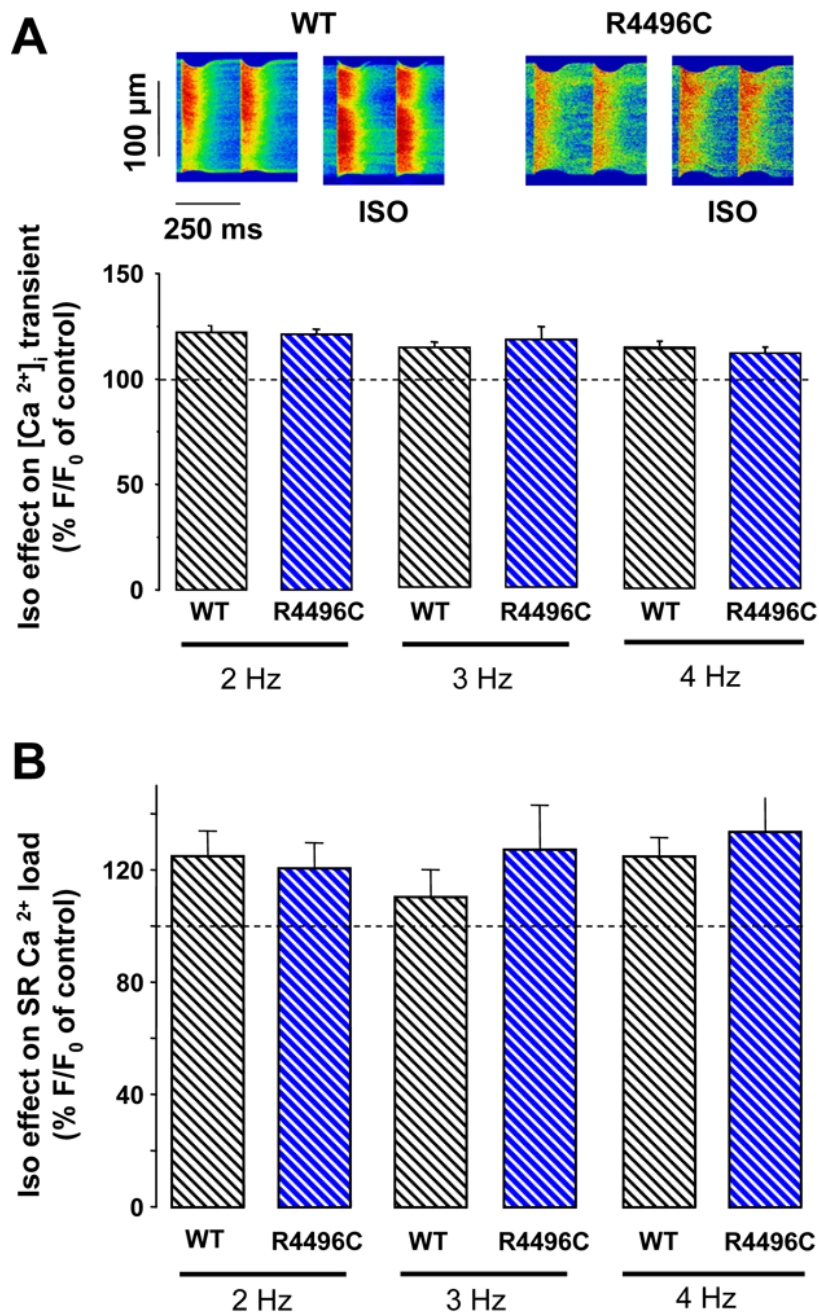 A
WT
R4496C
100 µm
ISO
ISO
250 ms
Iso effect on [Ca 2+]i transient
(% F/F0 of control)
150
100
50
0
WT R4496C WT R4496C WT R4496C
2 Hz 3 Hz 4 Hz
B
Iso effect on SR Ca 2+ load
(% F/F0 of control)
120
80
40
0
WT R4496C WT R4496C WT R4496C
2 Hz 3 Hz 4 Hz